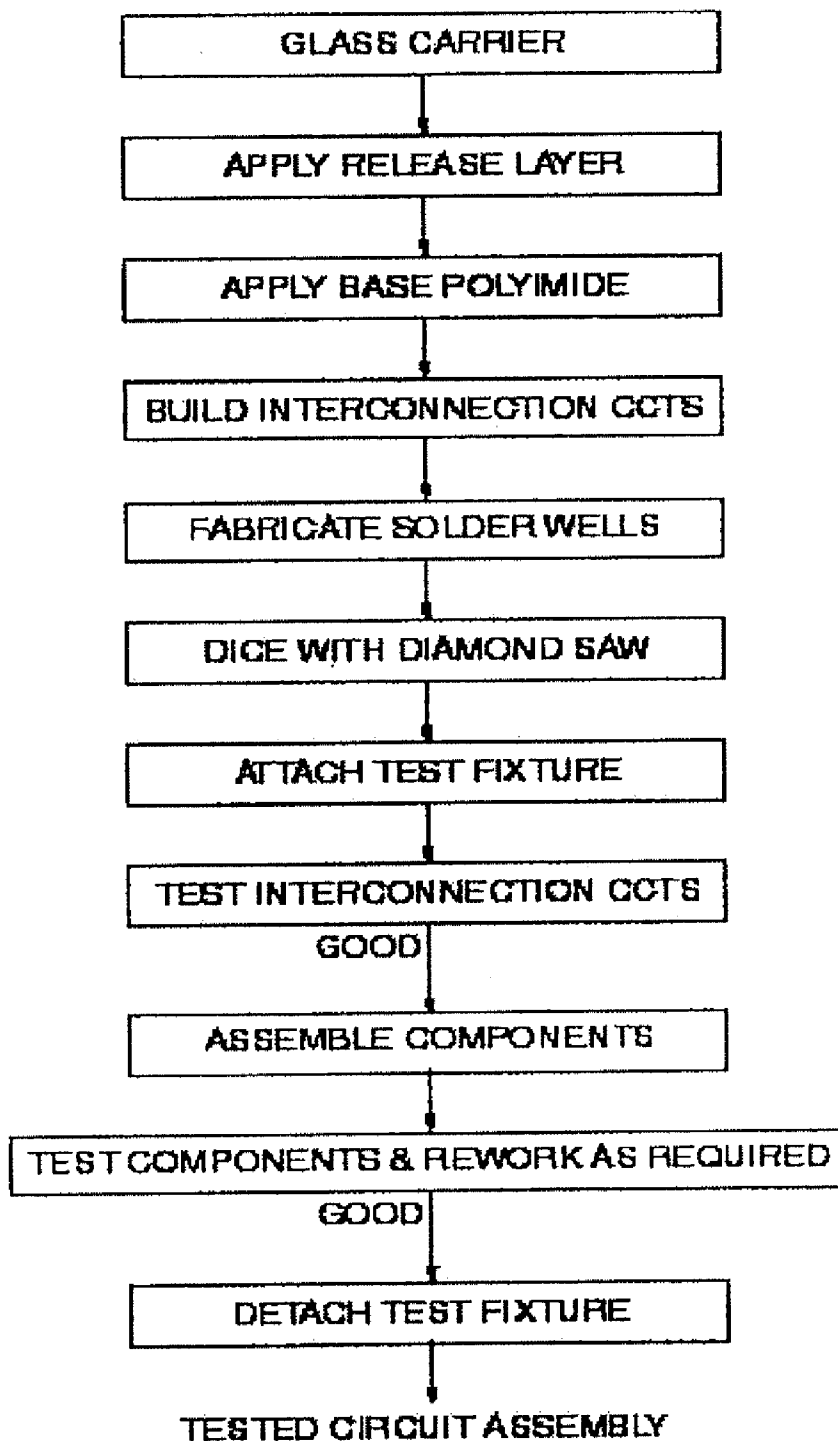 GLASS CARRIER
APPLY RELEASE LAYER
APPLY BASE POLYIMIDE
BUILD INTERCONNECTION CCTS
FABRICATE SOLDER WELLS
DICE WITH DIAMOND SAW
ATTACH TEST FIXTURE
TEST INTERCONNECTION CCTS
GOOD
ASSEMBLE COMPONENTS
TEST COMPONENTS & REWORK AS REQUIRED
GOOD
DETACH TEST FIXTURE
TESTED CIRCUIT ASSEMBLY